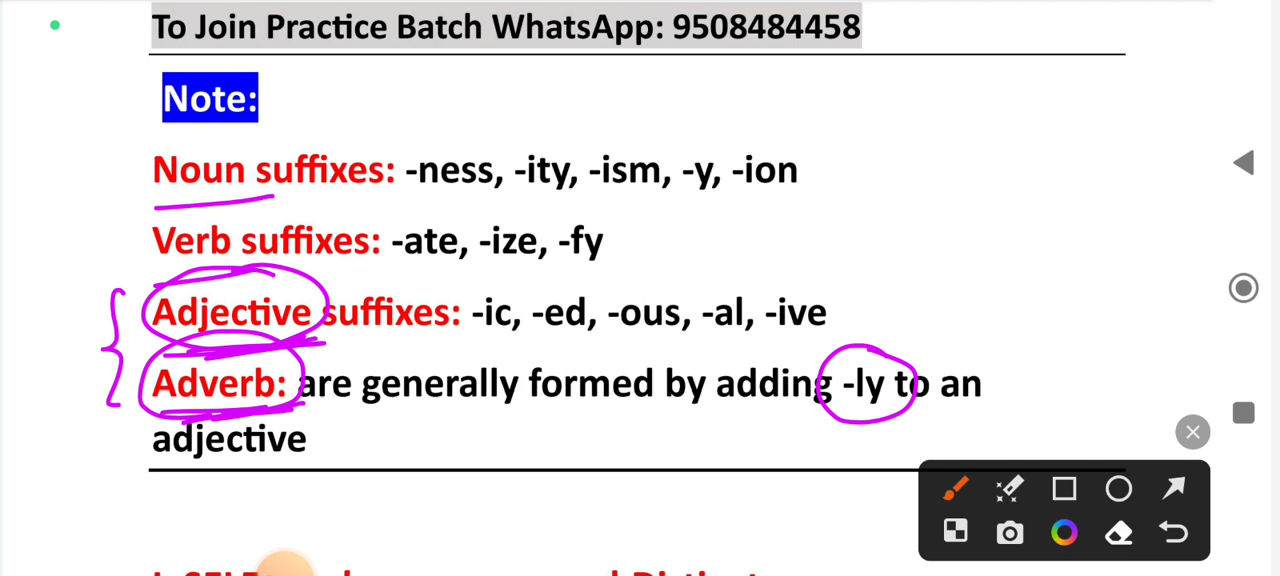 To Join Practice Batch WhatsApp: 9508484458
Note:
Noun suffixes: -ness, -ity, -ism, -y, -ion
Verb suffixes: -ate, -ize, -fy
Adjective suffixes: -ic, -ed, -ous, -al, -ive
Adverb: are generally formed by adding -ly to an
adjective